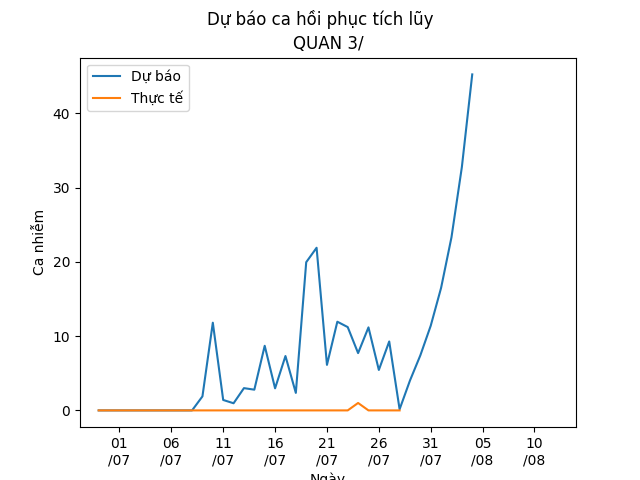 Dự báo ca hồi phục tích lũy
QUAN 3/
Dự báo
Thực tế
Ca nhiễm
40
30
20
10
0
01 06 11 16 21 26 31 05 10
/07 /07 /07 /07 /07 /07 /07 /08 /08
Ngày